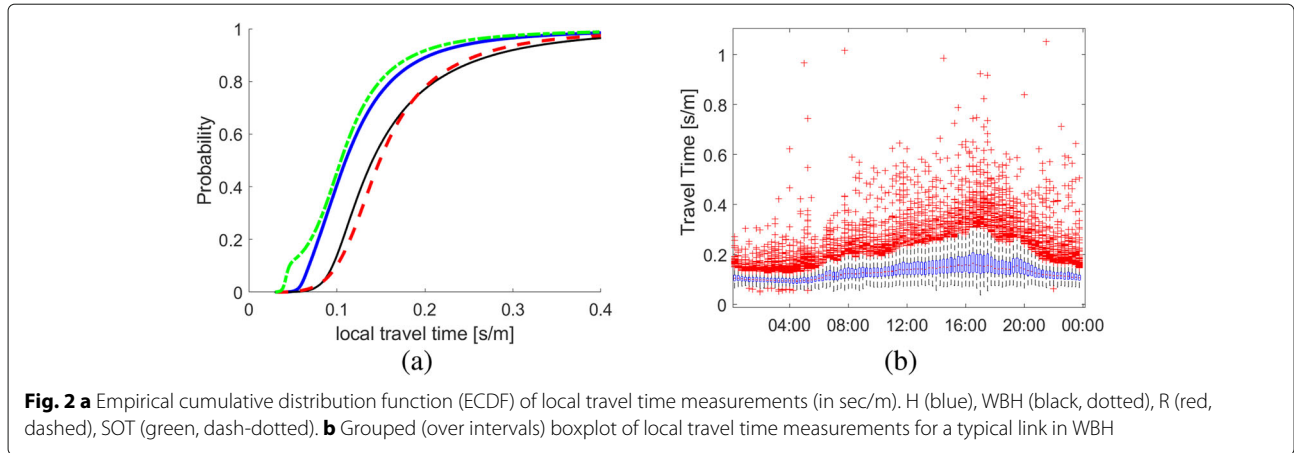 1
0.8
0.6
0.4
0.2
0
Probability
0 0.1 0.2 0.3 0.4
local travel time [s/m]
(a)
1
0.8
0.6
0.4
0.2
0
Travel Time [s/m]
04:00 08:00 12:00 16:00 20:00 00:00
(b)
Fig. 2 a Empirical cumulative distribution function (ECDF) of local travel time measurements (in sec/m). H (blue), WBH (black, dotted), R (red,
dashed), SOT (green, dash-dotted). b Grouped (over intervals) boxplot of local travel time measurements for a typical link in WBH